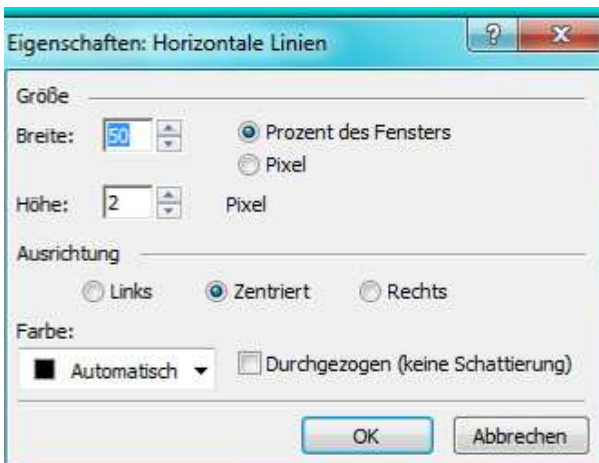 Eigenschaften: Horizontale Linien
Größe
Breite: 50 Prozent des Fensters
Pixel
Höhe: 2 Pixel
Ausrichtung
Links Zentriert Rechts
Farbe:
Automatisch Durchgezogen (keine Schattierung)
OK Abbrechen